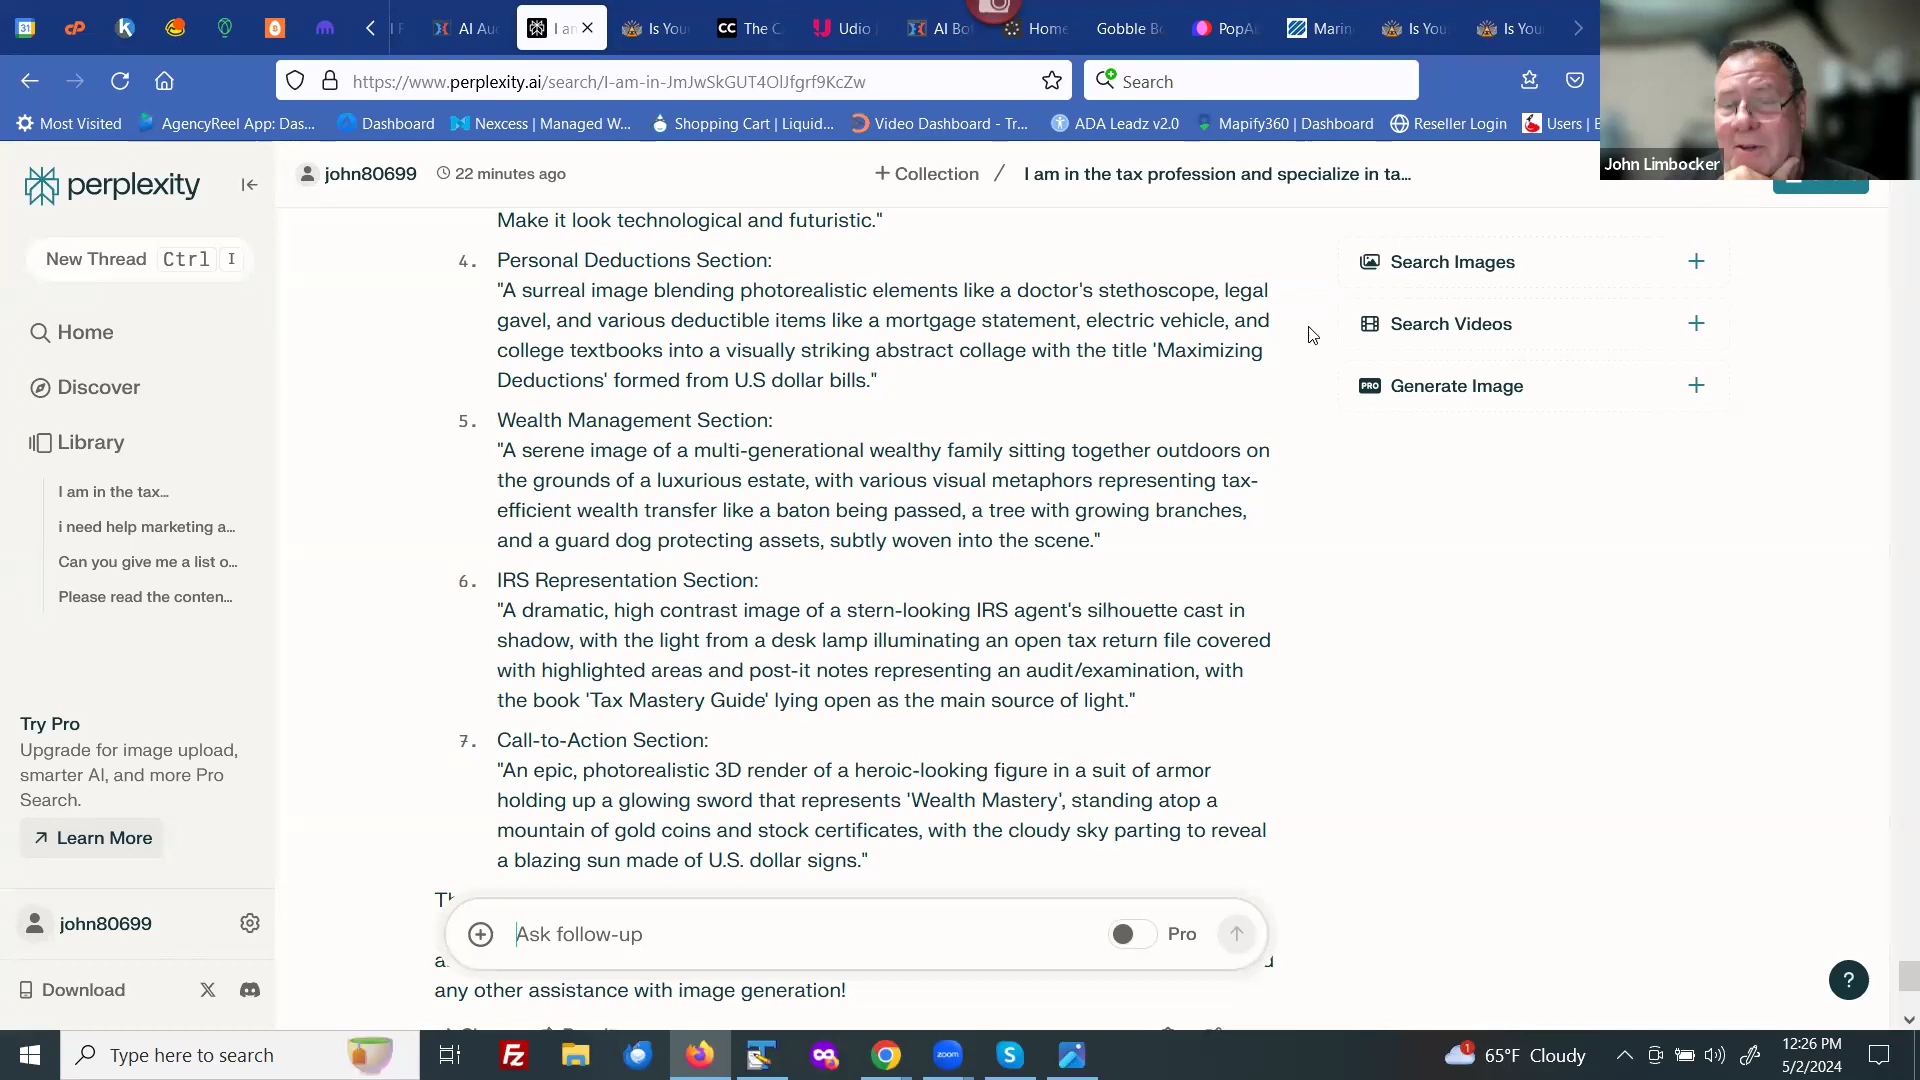 31
cP
K
I am
AI Au
I an
Is You
CC The C
Udio
AI Bo
Home
Gobble B
PopA
Marin
Is You
Is You
https://www.perplexity.ai/search/I-am-in-JmJwSkGUT4OlJfgrf9KcZw
Search
Most Visited
AgencyReel App: Das...
Dashboard
Nexcess | Managed W...
Shopping Cart | Liquid...
Video Dashboard - Tr...
ADA Leadz v2.0
Mapify360 | Dashboard
Reseller Login
Users | E
John Limbocker
perplexity
john80699
22 minutes ago
+ Collection / I am in the tax profession and specialize in ta...
New Thread Ctrl I
Home
Discover
Library
I am in the tax...
i need help marketing a...
Can you give me a list o...
Please read the conten...
Try Pro
Upgrade for image upload,
smarter AI, and more Pro
Search.
Learn More
john80699
Download
Make it look technological and futuristic."
4. Personal Deductions Section:
"A surreal image blending photorealistic elements like a doctor's stethoscope, legal
gavel, and various deductible items like a mortgage statement, electric vehicle, and
college textbooks into a visually striking abstract collage with the title 'Maximizing
Deductions' formed from U.S dollar bills."
5. Wealth Management Section:
"A serene image of a multi-generational wealthy family sitting together outdoors on
the grounds of a luxurious estate, with various visual metaphors representing tax-
efficient wealth transfer like a baton being passed, a tree with growing branches,
and a guard dog protecting assets, subtly woven into the scene."
6. IRS Representation Section:
"A dramatic, high contrast image of a stern-looking IRS agent's silhouette cast in
shadow, with the light from a desk lamp illuminating an open tax return file covered
with highlighted areas and post-it notes representing an audit/examination, with
the book 'Tax Mastery Guide' lying open as the main source of light."
7. Call-to-Action Section:
"An epic, photorealistic 3D render of a heroic-looking figure in a suit of armor
holding up a glowing sword that represents 'Wealth Mastery', standing atop a
mountain of gold coins and stock certificates, with the cloudy sky parting to reveal
a blazing sun made of U.S. dollar signs."
Ask follow-up
Pro
any other assistance with image generation!
Search Images
Search Videos
PRO Generate Image
?
Type here to search
Fz
zoom
S
1
65°F Cloudy
12:26 PM
5/2/2024